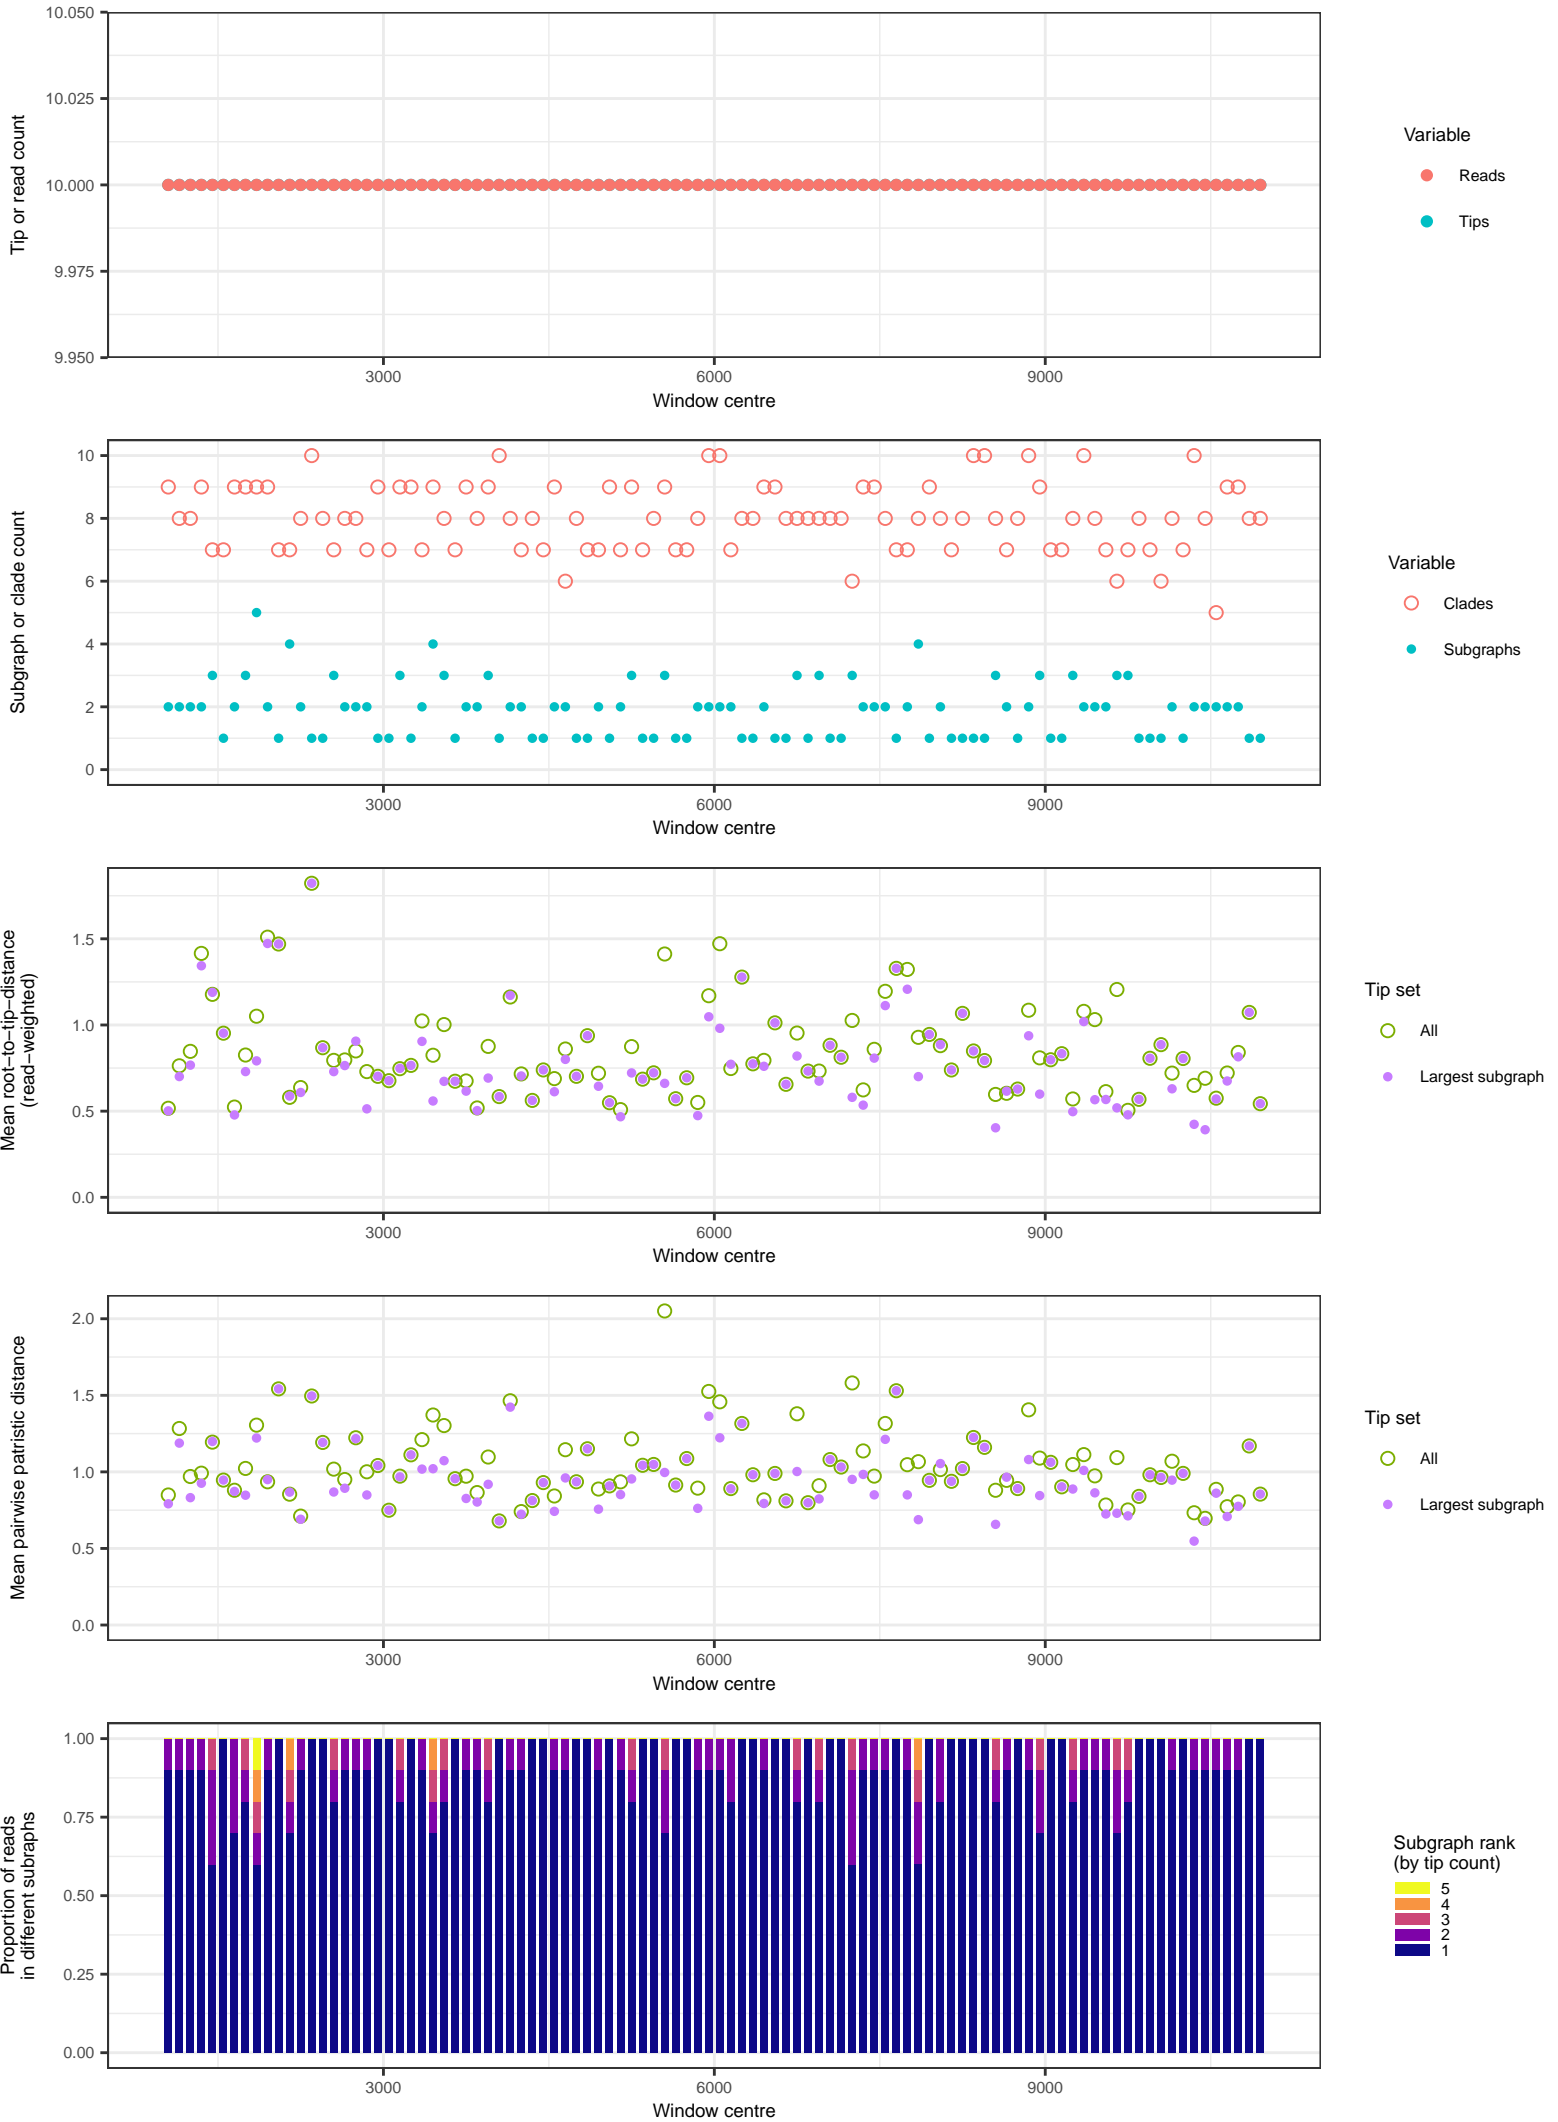 10.050
10.025
10.000
9.975
9.950
Tip or read count
3000 6000 9000
Window centre
Variable
Reads
Tips
10
8
6
4
2
0
Subgraph or clade count
3000 6000 9000
Window centre
Variable
Clades
Subgraphs
1.5
1.0
0.5
0.0
Mean root−to−tip−distance
(read−weighted)
3000 6000 9000
Window centre
Tip set
All
Largest subgraph
2.0
1.5
1.0
0.5
0.0
Mean pairwise patristic distance
3000 6000 9000
Window centre
Tip set
All
Largest subgraph
1.00
0.75
0.50
0.25
0.00
Proportion of reads
in different subraphs
3000 6000 9000
Window centre
Subgraph rank
(by tip count)
5
4
3
2
1